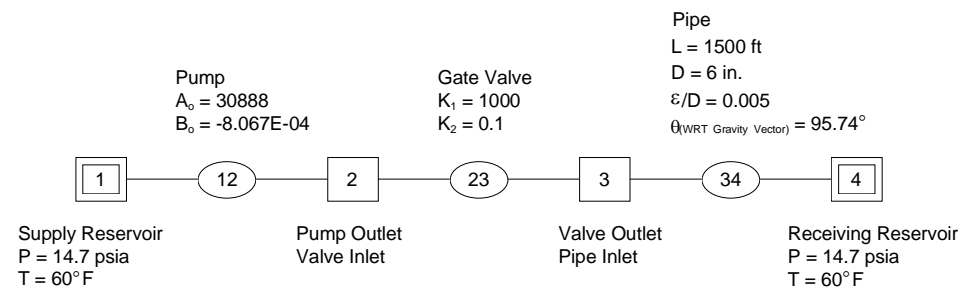 Pipe
L = 1500 ft
D = 6 in.
ε/D = 0.005
θ(WRT Gravity Vector) = 95.74°
Pump
Aₒ = 30888
Bₒ = -8.067E-04
Gate Valve
K₁ = 1000
K₂ = 0.1
1 12 2 23 3 34 4
Supply Reservoir
P = 14.7 psia
T = 60°F
Pump Outlet
Valve Inlet
Valve Outlet
Pipe Inlet
Receiving Reservoir
P = 14.7 psia
T = 60°F